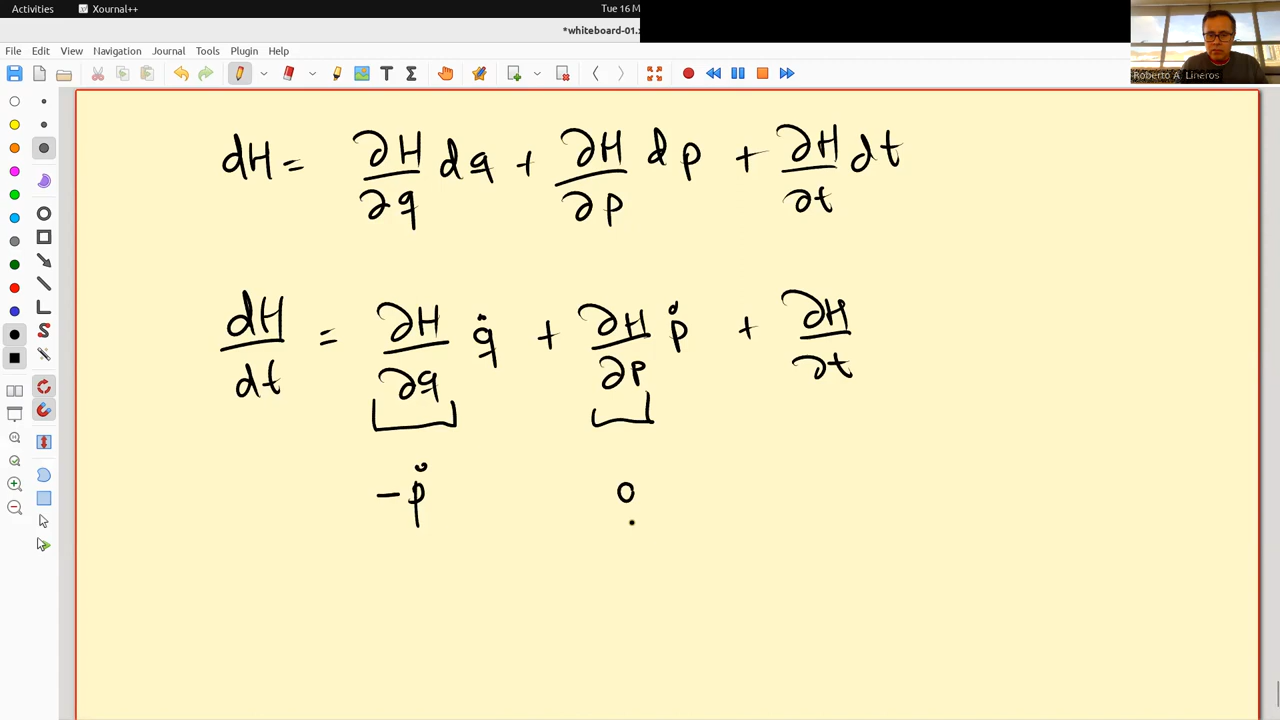 Activities Xournal++ Tue 16 M
*whiteboard-01.
File Edit View Navigation Journal Tools Plugin Help
Roberto A. Lineros
dH = ∂H/∂q dq + ∂H/∂p dp + ∂H/∂t dt
dH/dt = ∂H/∂q q̇ + ∂H/∂p ṗ + ∂H/∂t
-ṗ 0